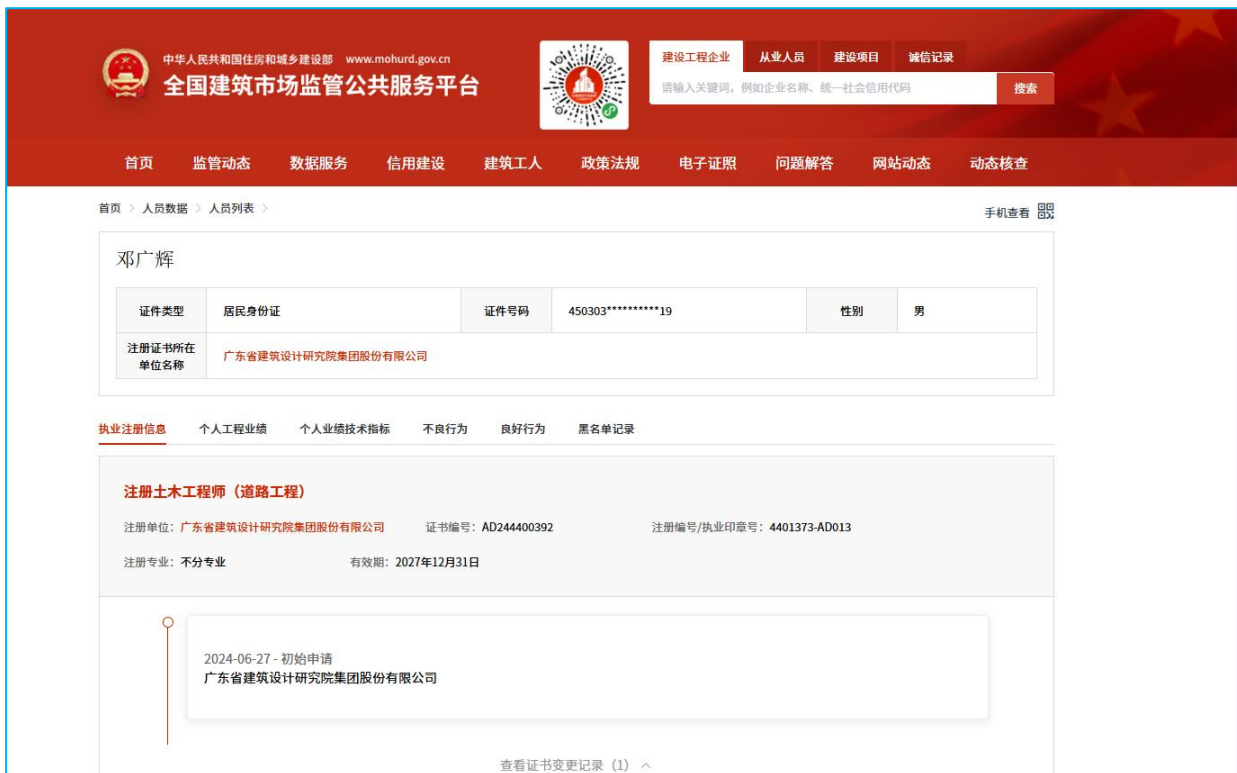 中华人民共和国住房和城乡建设部 www.mohurd.gov.cn
全国建筑市场监管公共服务平台
建设工程企业 从业人员 建设项目 诚信记录
请输入关键词，例如企业名称、统一社会信用代码 搜索
首页 监管动态 数据服务 信用建设 建筑工人 政策法规 电子证照 问题解答 网站动态 动态核查
首页 > 人员数据 > 人员列表 >
手机查看
邓广辉
证件类型 居民身份证 证件号码 450303**********19 性别 男
注册证书所在
单位名称
广东省建筑设计研究院集团股份有限公司
执业注册信息 个人工程业绩 个人业绩技术指标 不良行为 良好行为 黑名单记录
注册土木工程师（道路工程）
注册单位：广东省建筑设计研究院集团股份有限公司 证书编号：AD244400392 注册编号/执业印章号：4401373-AD013
注册专业：不分专业 有效期：2027年12月31日
2024-06-27 - 初始申请
广东省建筑设计研究院集团股份有限公司
查看证书变更记录（1）